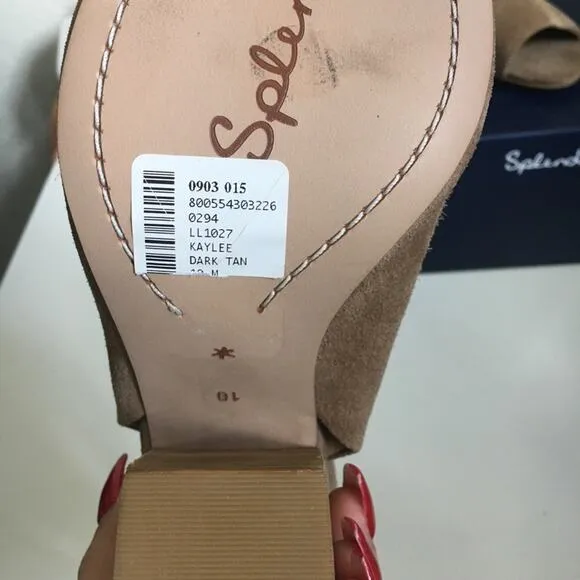 Splen
Splend
0903 015
800554303226
0294
LL1027
KAYLEE
DARK TAN
M
10